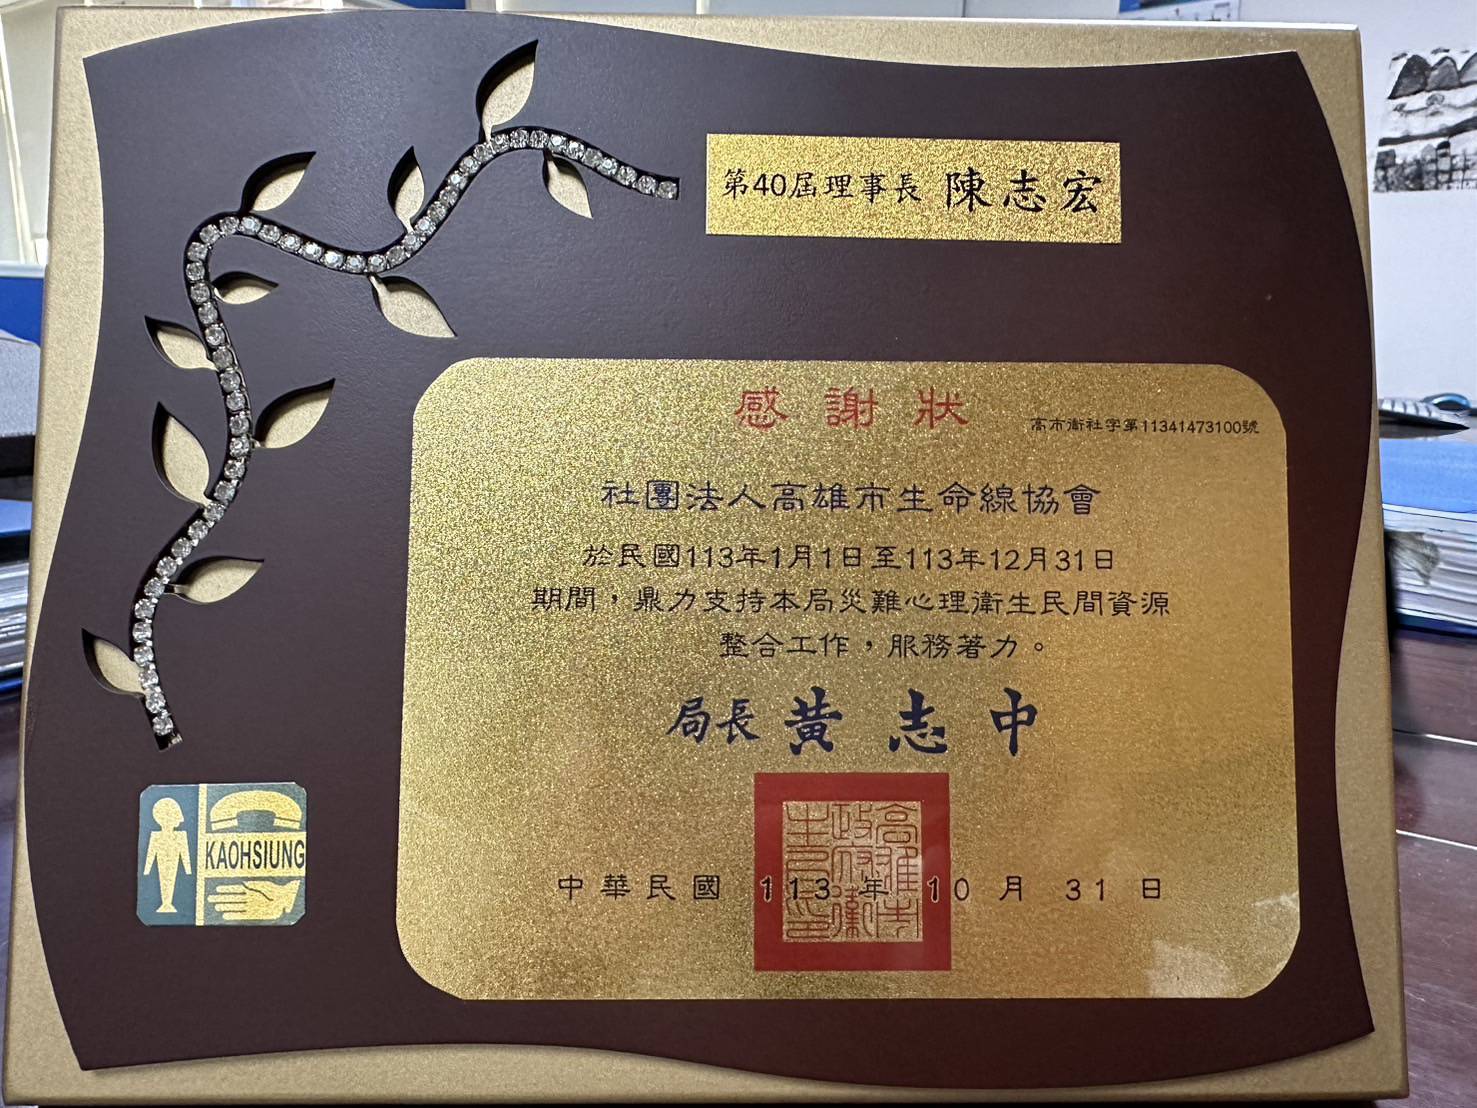 第40屆理事長 陳志宏
感謝狀
高市衛社字第11341473100號
社團法人高雄市生命線協會
於民國113年1月1日至113年12月31日
期間，鼎力支持本局災難心理衛生民間資源
整合工作，服務著力。
局長 黃志中
高雄市
政府衛
生局印
中華民國 113 年 10 月 31 日
KAOHSIUNG